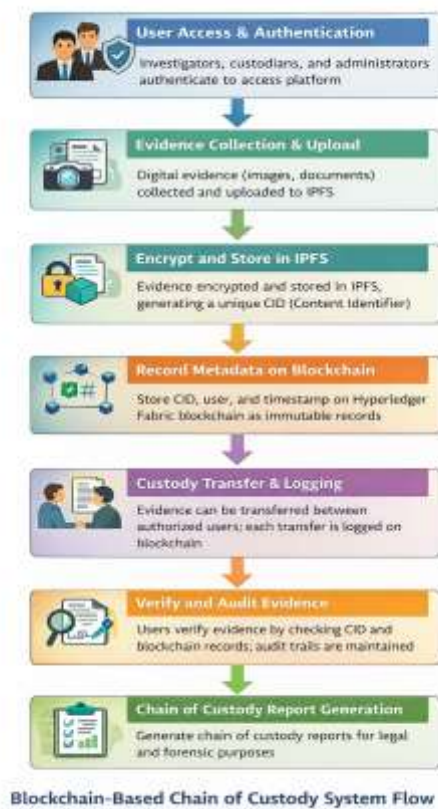 User Access & Authentication
Investigators, custodians, and administrators
authenticate to access platform
Evidence Collection & Upload
Digital evidence (images, documents)
collected and uploaded to IPFS
Encrypt and Store in IPFS
Evidence encrypted and stored in IPFS,
generating a unique CID (Content Identifier)
Record Metadata on Blockchain
#
Store CID, user, and timestamp on Hyperledger
Fabric blockchain as immutable records
Custody Transfer & Logging
Evidence can be transferred between
authorized users; each transfer is logged on
blockchain
Verify and Audit Evidence
Users verify evidence by checking CID and
blockchain records; audit trails are maintained
Chain of Custody Report Generation
Generate chain of custody reports for legal
and forensic purposes
Blockchain-Based Chain of Custody System Flow